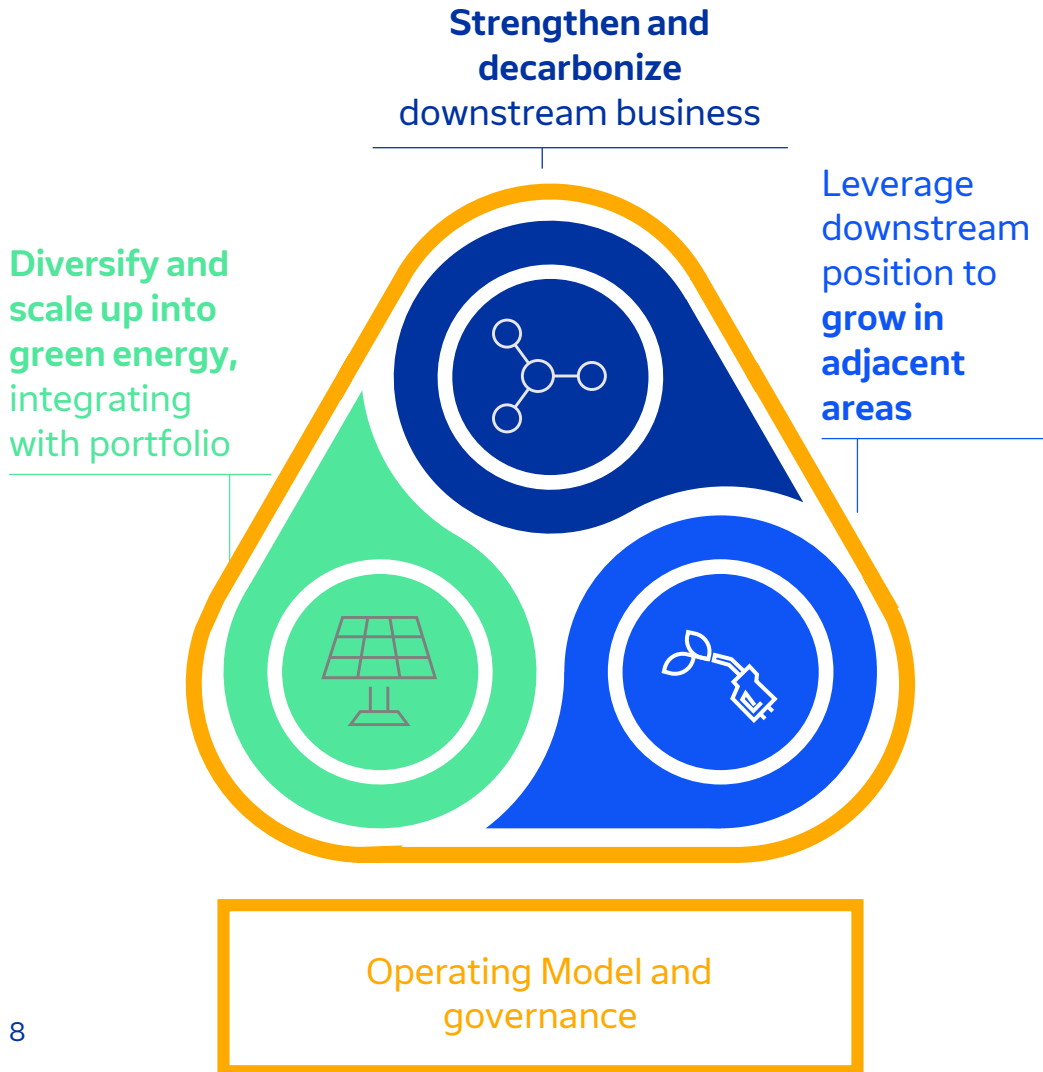 Strengthen and
decarbonize
downstream business
Leverage
downstream
position to
grow in
adjacent
areas
Diversify and
scale up into
green energy,
integrating
with portfolio
Operating Model and
governance
8